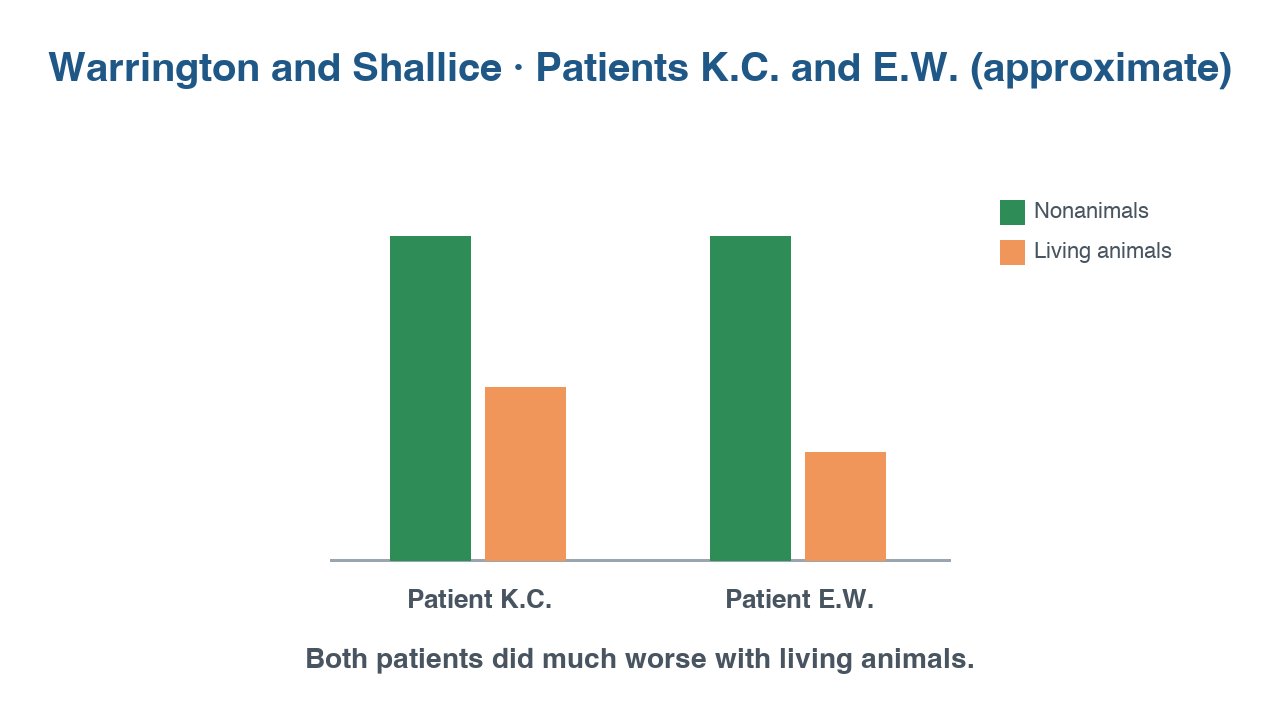 Warrington and Shallice · Patients K.C. and E.W. (approximate)
Nonanimals
Living animals
Patient K.C.
Patient E.W.
Both patients did much worse with living animals.